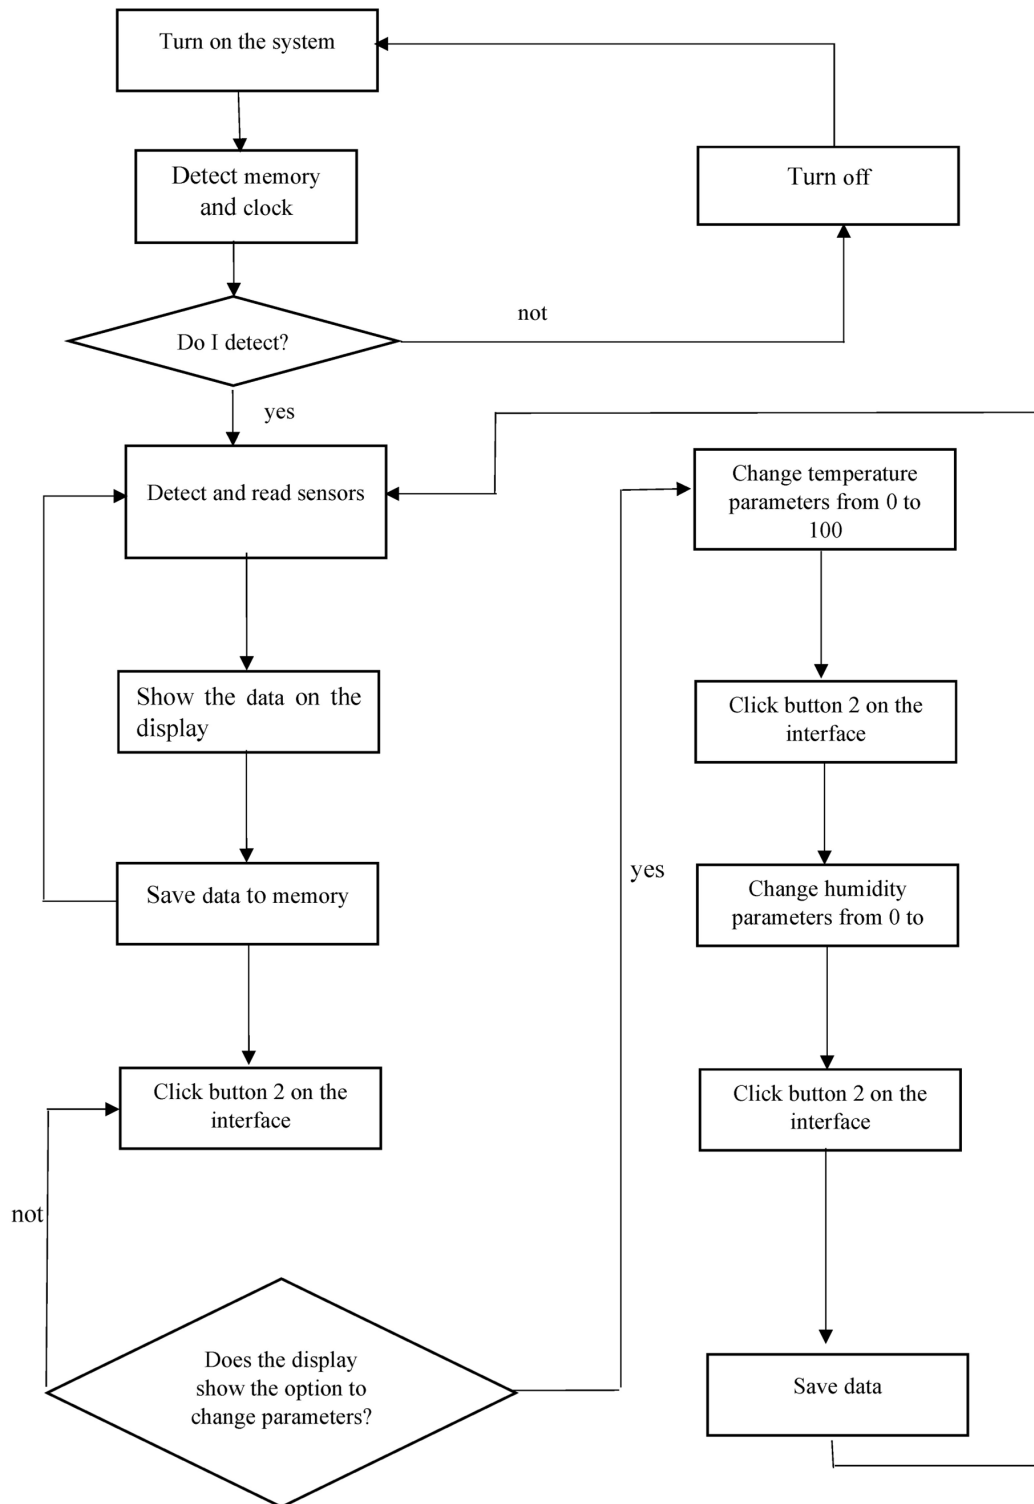 Turn on the system
Detect memory
and clock
Turn off
Do I detect?
not
yes
Detect and read sensors
Show the data on the
display
Save data to memory
Click button 2 on the
interface
not
Does the display
show the option to
change parameters?
yes
Change temperature
parameters from 0 to
100
Click button 2 on the
interface
Change humidity
parameters from 0 to
Click button 2 on the
interface
Save data